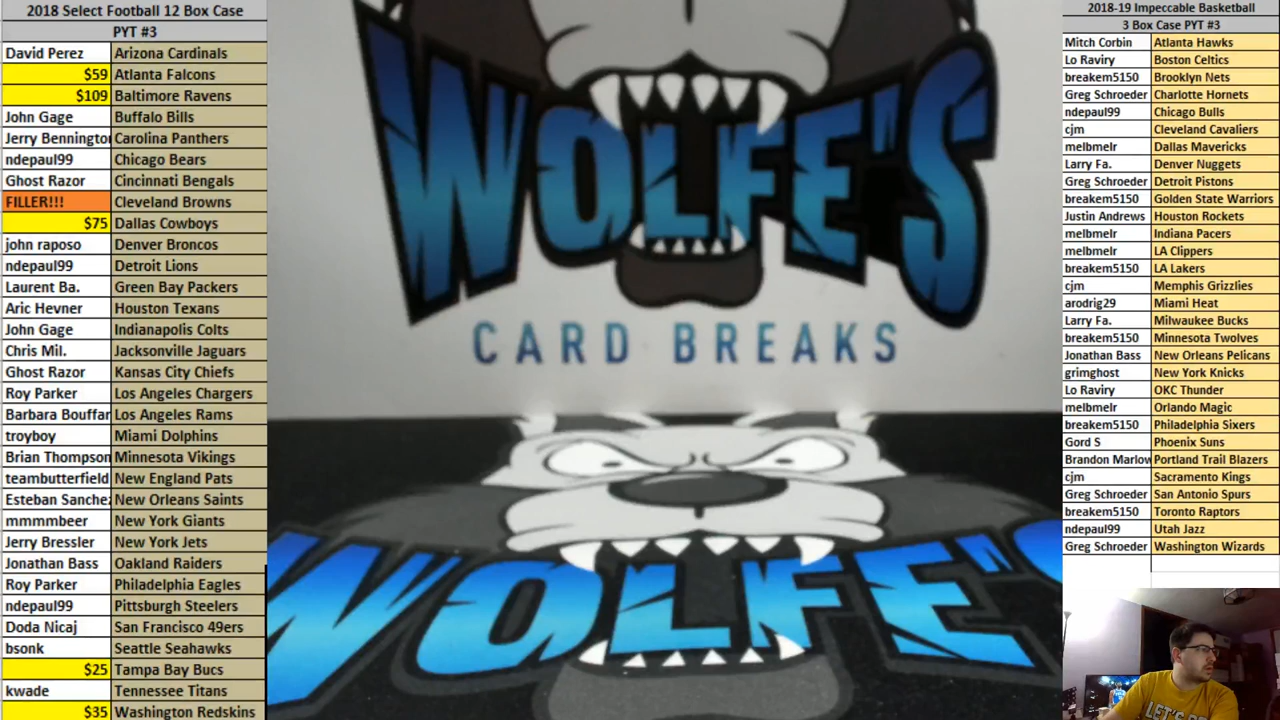 2018 Select Football 12 Box Case
PYT #3
David Perez Arizona Cardinals
$59 Atlanta Falcons
$109 Baltimore Ravens
John Gage Buffalo Bills
Jerry Bennington Carolina Panthers
ndepaul99 Chicago Bears
Ghost Razor Cincinnati Bengals
FILLER!!! Cleveland Browns
$75 Dallas Cowboys
john raposo Denver Broncos
ndepaul99 Detroit Lions
Laurent Ba. Green Bay Packers
Aric Hevner Houston Texans
John Gage Indianapolis Colts
Chris Mil. Jacksonville Jaguars
Ghost Razor Kansas City Chiefs
Roy Parker Los Angeles Chargers
Barbara Bouffar Los Angeles Rams
troyboy Miami Dolphins
Brian Thompson Minnesota Vikings
teambutterfield New England Pats
Esteban Sanchez New Orleans Saints
mmmmbeer New York Giants
Jerry Bressler New York Jets
Jonathan Bass Oakland Raiders
Roy Parker Philadelphia Eagles
ndepaul99 Pittsburgh Steelers
Doda Nicaj San Francisco 49ers
bsonk Seattle Seahawks
$25 Tampa Bay Bucs
kwade Tennessee Titans
$35 Washington Redskins
WOLFE'S
CARD BREAKS
WOLFE'S
2018-19 Impeccable Basketball
3 Box Case PYT #3
Mitch Corbin Atlanta Hawks
Lo Raviry Boston Celtics
breakem5150 Brooklyn Nets
Greg Schroeder Charlotte Hornets
ndepaul99 Chicago Bulls
cjm Cleveland Cavaliers
melbmelr Dallas Mavericks
Larry Fa. Denver Nuggets
Greg Schroeder Detroit Pistons
breakem5150 Golden State Warriors
Justin Andrews Houston Rockets
melbmelr Indiana Pacers
melbmelr LA Clippers
breakem5150 LA Lakers
cjm Memphis Grizzlies
arodrig29 Miami Heat
Larry Fa. Milwaukee Bucks
breakem5150 Minnesota Twolves
Jonathan Bass New Orleans Pelicans
grimghost New York Knicks
Lo Raviry OKC Thunder
melbmelr Orlando Magic
breakem5150 Philadelphia Sixers
Gord S Phoenix Suns
Brandon Marlow Portland Trail Blazers
cjm Sacramento Kings
Greg Schroeder San Antonio Spurs
breakem5150 Toronto Raptors
ndepaul99 Utah Jazz
Greg Schroeder Washington Wizards
LET'S